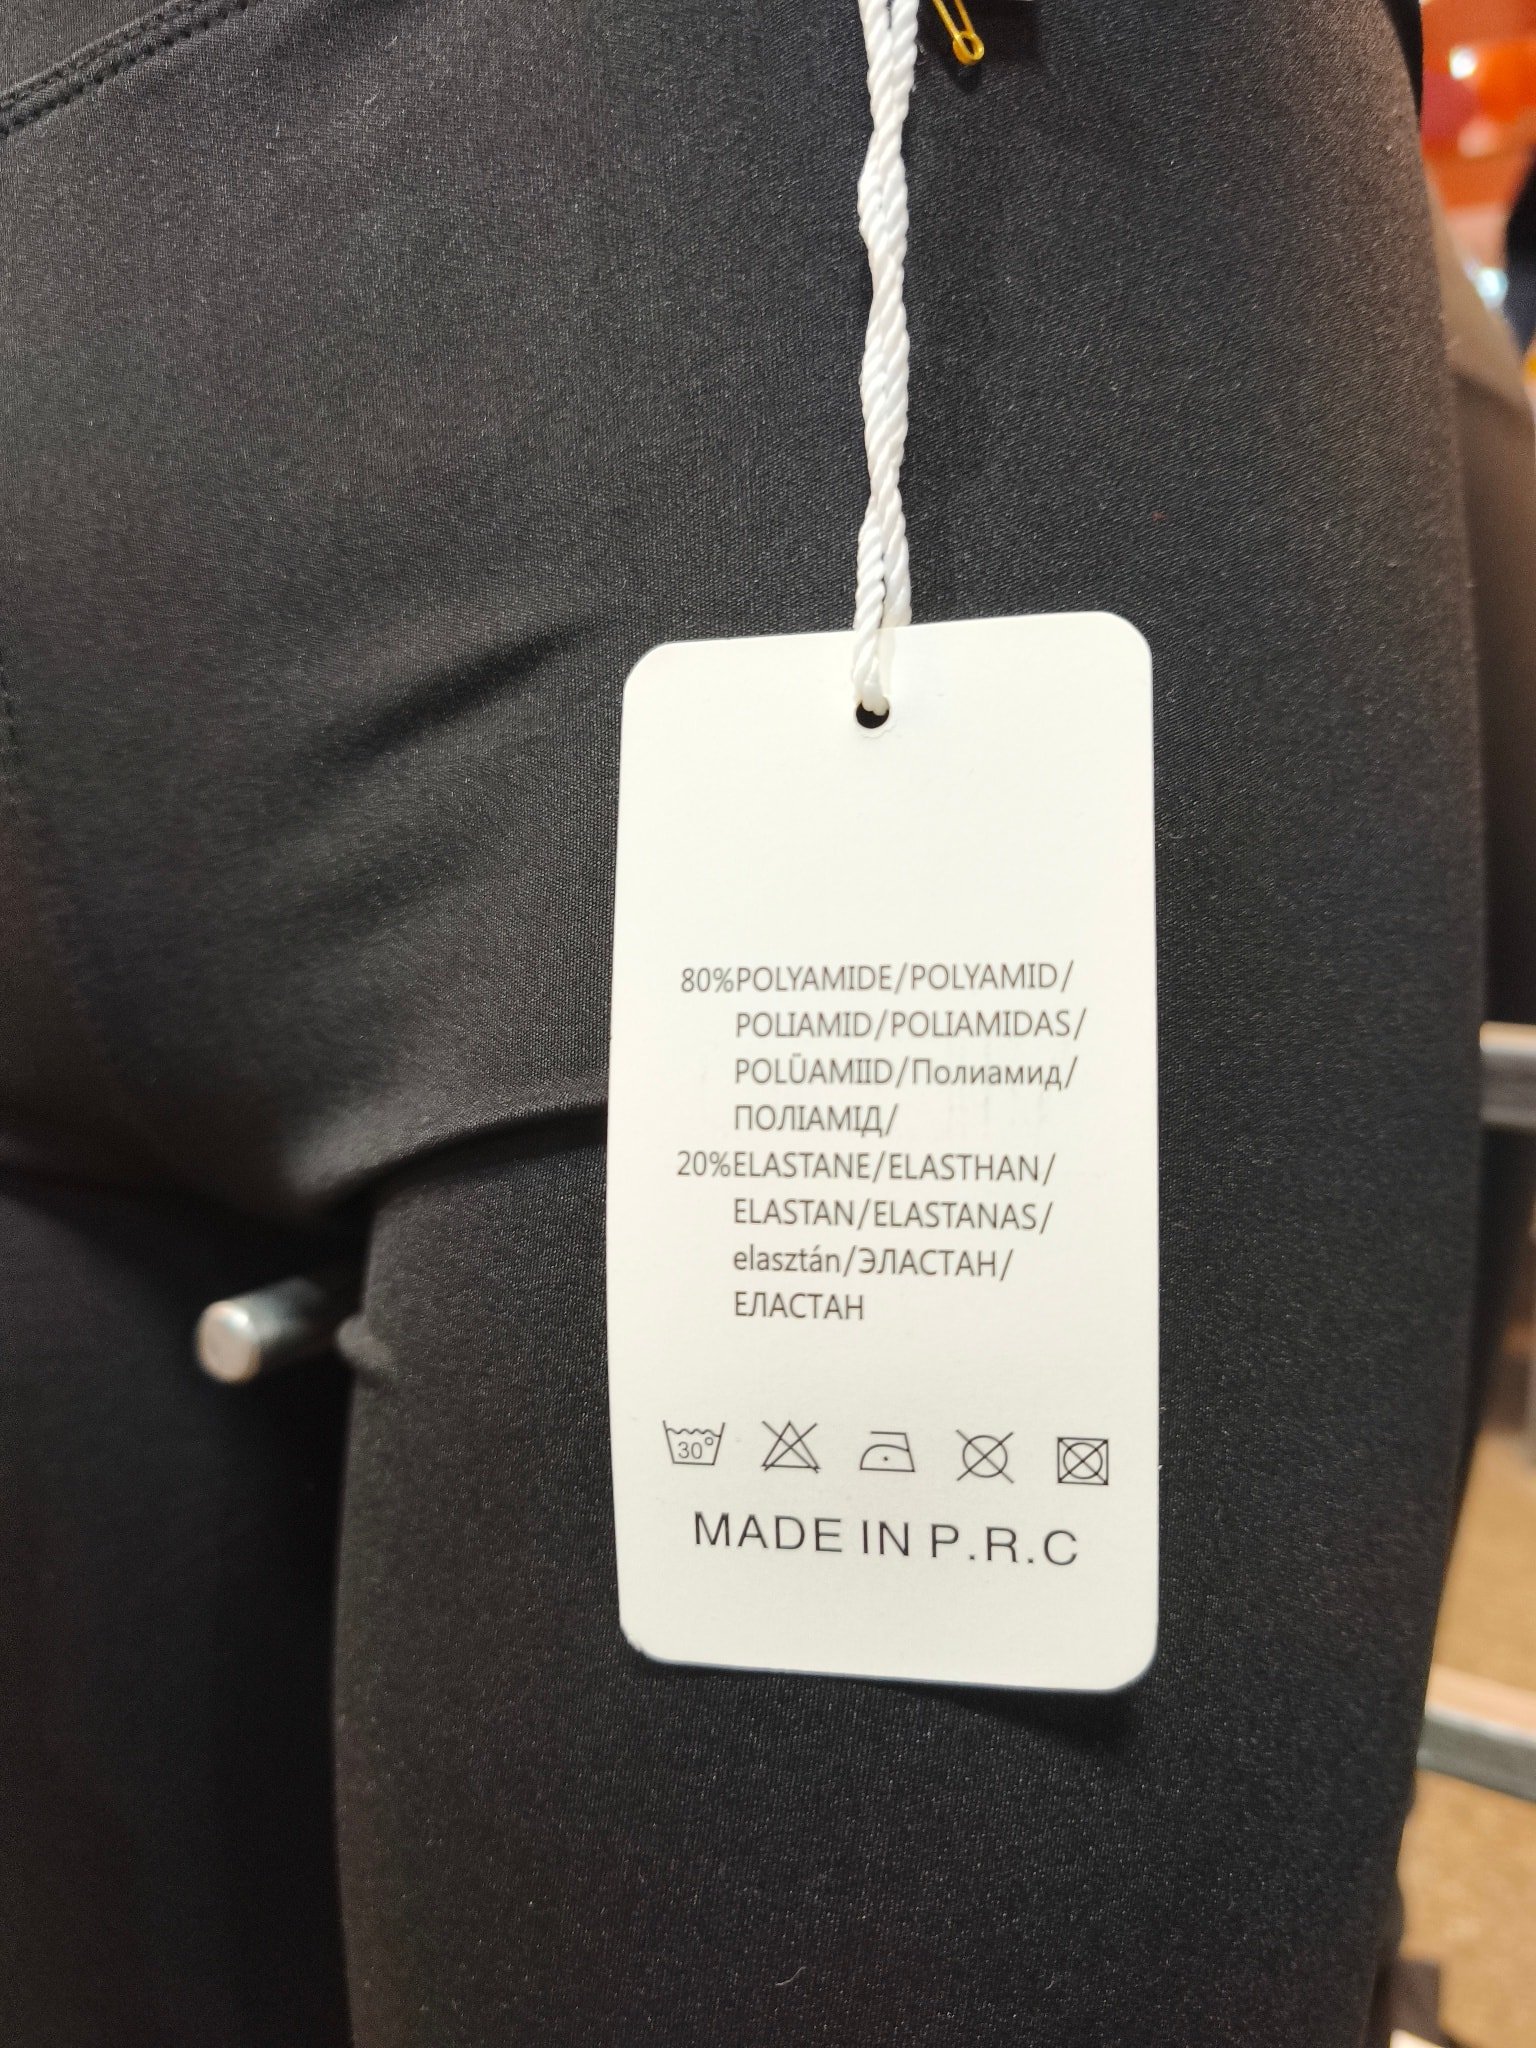 80%POLYAMIDE/POLYAMID/
POLIAMID/POLIAMIDAS/
POLÜAMIID/Полиамид/
ПОЛІАМІД/
20%ELASTANE/ELASTHAN/
ELASTAN/ELASTANAS/
elasztán/ЭЛАСТАН/
ЕЛАСТАН
30°
MADE IN P.R.C